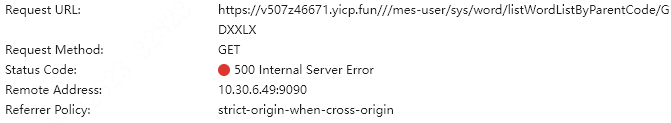 Request URL: https://v507z46671.yicp.fun///mes-user/sys/word/listWordListByParentCode/G
DXXLX
Request Method: GET
Status Code: 500 Internal Server Error
Remote Address: 10.30.6.49:9090
Referrer Policy: strict-origin-when-cross-origin